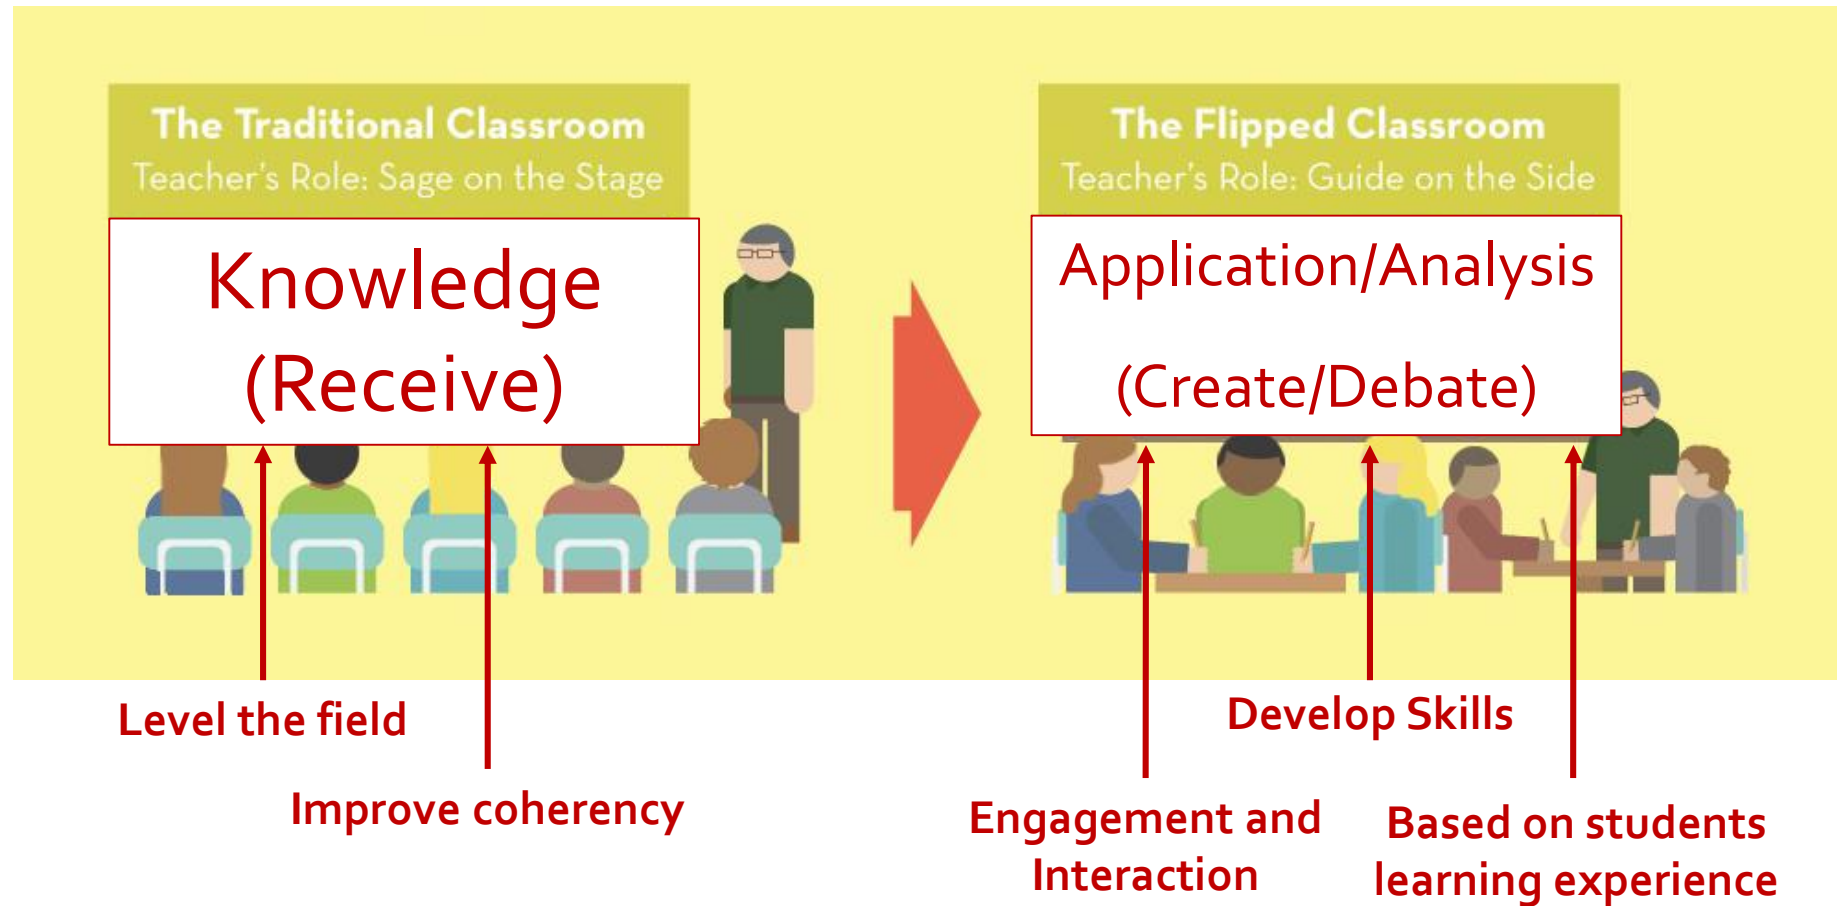 The Traditional Classroom
Teacher's Role: Sage on the Stage
Knowledge
(Receive)
Level the field
Improve coherency
The Flipped Classroom
Teacher's Role: Guide on the Side
Application/Analysis
(Create/Debate)
Develop Skills
Engagement and
Interaction
Based on students
learning experience